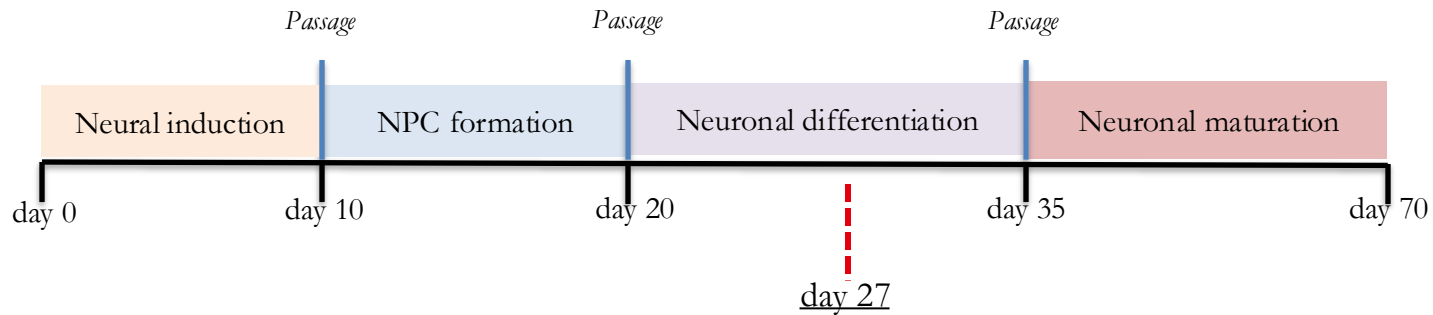 Passage Passage Passage
Neural induction NPC formation Neuronal differentiation Neuronal maturation
day 0 day 10 day 20 day 35 day 70
day 27